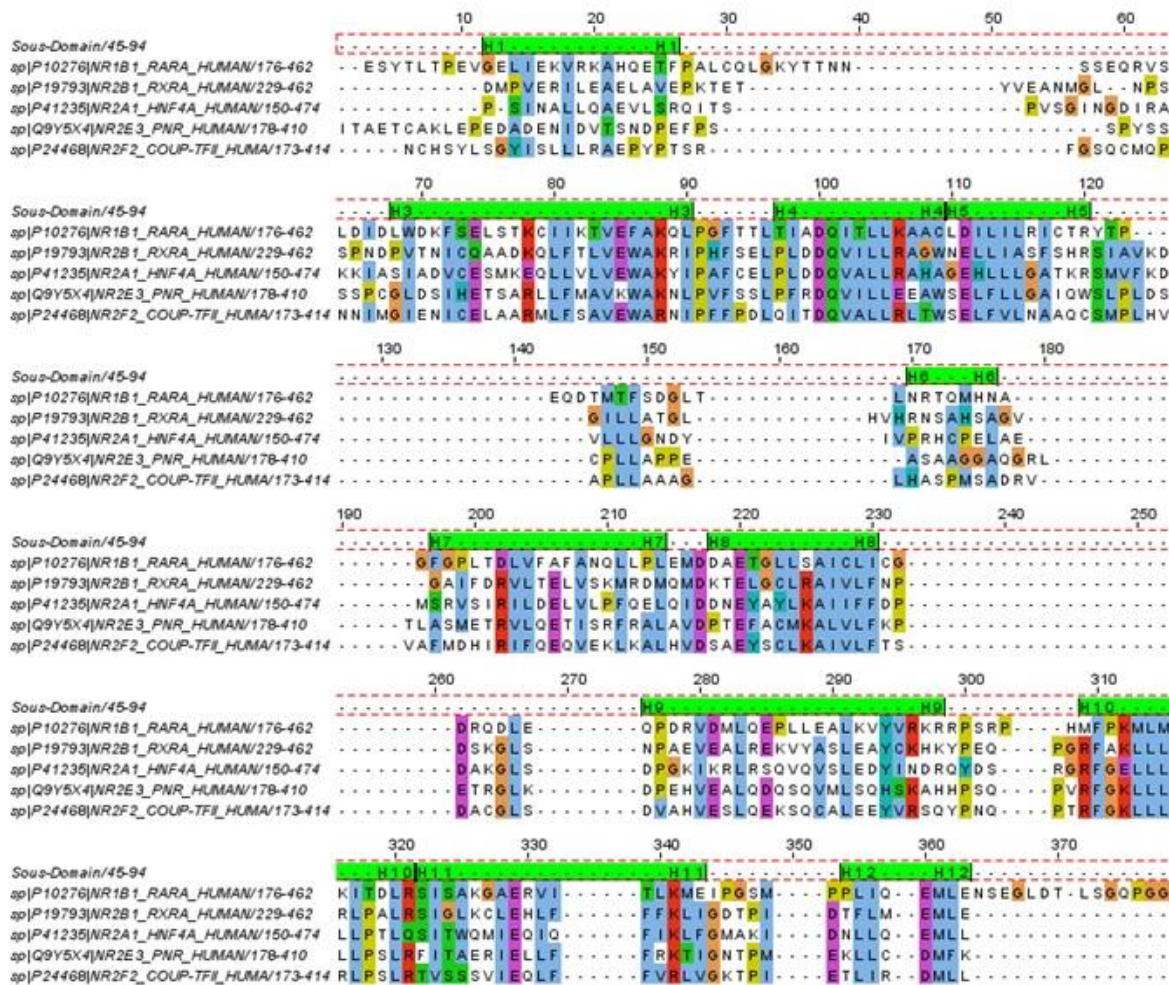 10 20 30 40 50 60
Sous-Domain/45-94 H1 H1
sp|P10276|NR1B1_RARA_HUMAN/176-462 ESYTLTPEVGELIEKVRKAHQETFPALCQLGKYTTNN SSEQRVS
sp|P19793|NR2B1_RXRA_HUMAN/229-462 DMPVERILEAELAVEPKTET YVEANMGL NPS
sp|P41235|NR2A1_HNF4A_HUMAN/150-474 P-SINALLQAEVLSRQITS PVSGINGDIRA
sp|Q9Y5X4|NR2E3_PNR_HUMAN/178-410 ITAETCAKLEPEDADENIDVTSNDPEFPS SPYSS
sp|P24468|NR2F2_COUP-TFII_HUMA/173-414 NCHSYLSGYISLLLRAEPYPTSR FGSQCMQP
70 80 90 100 110 120
Sous-Domain/45-94 H3 H3 H4 H4 H5 H5
sp|P10276|NR1B1_RARA_HUMAN/176-462 LDIDLWDKFSELSTKCIIKTVEFAKQLPGFTTLTIADQITLLKAACLDILILRICTRYTP
sp|P19793|NR2B1_RXRA_HUMAN/229-462 SPNDPVTNICQAADKQLFTLVEWAKRIPHFSELPLDDQVILLRAGWNELLIASFSHRSIAVKD
sp|P41235|NR2A1_HNF4A_HUMAN/150-474 KKIASIADVCESMKEQLLVLVEWAKYIPAFCELPLDDQVALLRAHAGEHLLLGATKRSMVFKD
sp|Q9Y5X4|NR2E3_PNR_HUMAN/178-410 SSPCGLDSIHETSARLLFMAVKWAKNLPVFSSLPFRDQVILLEEAWSELFLLGAIQWSLPLDS
sp|P24468|NR2F2_COUP-TFII_HUMA/173-414 NNIMGIENICELAARMLFSAVEWARNIPFFPDLQITDQVALLRLTWSELFVLNAAQCSMPLHV
130 140 150 160 170 180
Sous-Domain/45-94 H6 H6
sp|P10276|NR1B1_RARA_HUMAN/176-462 EQDTMTFSDGLT LNRTQMHNA
sp|P19793|NR2B1_RXRA_HUMAN/229-462 GILLATGL HVHRNSAHSAGV
sp|P41235|NR2A1_HNF4A_HUMAN/150-474 VLLLGNDY IVPRHCPELAE
sp|Q9Y5X4|NR2E3_PNR_HUMAN/178-410 CPLLAPPE ASAAGGAQGRL
sp|P24468|NR2F2_COUP-TFII_HUMA/173-414 APLLAAAG LHASPMSADRV
190 200 210 220 230 240 250
Sous-Domain/45-94 H7 H7 H8 H8
sp|P10276|NR1B1_RARA_HUMAN/176-462 GFGPLTDLVFAFANQLLPLEMDDAETGLLSAICLICG
sp|P19793|NR2B1_RXRA_HUMAN/229-462 GAIFDRVLTELVSKMRDMQMDKTELGCLRAIVLFNP
sp|P41235|NR2A1_HNF4A_HUMAN/150-474 MSRVSIRILDELVLPFQELQIDDNEYAYLKAIIFFDP
sp|Q9Y5X4|NR2E3_PNR_HUMAN/178-410 TLASMETRVLQETISRFRALAVDPTEFACMKALVLFKP
sp|P24468|NR2F2_COUP-TFII_HUMA/173-414 VAFMDHIRIFQEQVEKLKALHVDSAEYSCLKAIVLFTS
260 270 280 290 300 310
Sous-Domain/45-94 H9 H9 H10
sp|P10276|NR1B1_RARA_HUMAN/176-462 DRQDLE QPDRVDMLQEPLLEALKVYVRKRRPSRP HMFPKMLM
sp|P19793|NR2B1_RXRA_HUMAN/229-462 DSKGLS NPAEVEALREKVYASLEAYCKHKYPEQ PGRFAKLLL
sp|P41235|NR2A1_HNF4A_HUMAN/150-474 DAKGLS DPGKIKRLRSQVQVSLEDYINDRQYDS RGRFGELLL
sp|Q9Y5X4|NR2E3_PNR_HUMAN/178-410 ETRGLK DPEHVEALQDQSQVMLSQHSKAHHPSQ PVRFGKLLL
sp|P24468|NR2F2_COUP-TFII_HUMA/173-414 DACGLS DVAHVESLQEKSQCALEEYVRSQYPNQ PTRFGKLLL
320 330 340 350 360 370
Sous-Domain/45-94 H10 H11 H11 H12 H12
sp|P10276|NR1B1_RARA_HUMAN/176-462 KITDLRSISAKGAERVI TLKMEIPGSM PPLIQ EMLENSEGLDT LSGQPGG
sp|P19793|NR2B1_RXRA_HUMAN/229-462 RLPALRSIGLKCLEHLF FFKLIGDTPI DTFLM EMLE
sp|P41235|NR2A1_HNF4A_HUMAN/150-474 LLPTLQSITWQMIEQIQ FIKLFGMAKI DNLLQ EMLL
sp|Q9Y5X4|NR2E3_PNR_HUMAN/178-410 LLPSLRFITAERIELLF FRKTIGNTPM EKLLC DMFK
sp|P24468|NR2F2_COUP-TFII_HUMA/173-414 RLPSLRTVSSSVIEQLF FVRLVGKTPI ETLIR DMLL